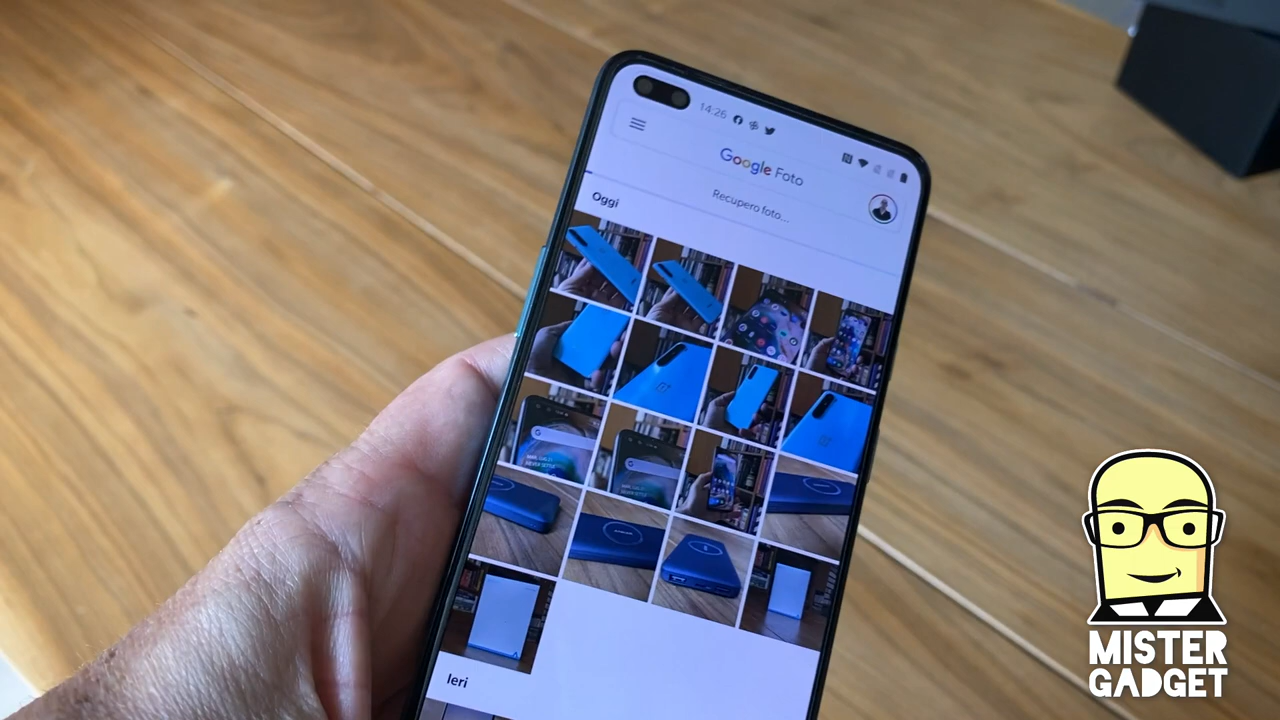 14:26
Google Foto
Recupero foto...
Oggi
Ieri
MISTER
GADGET